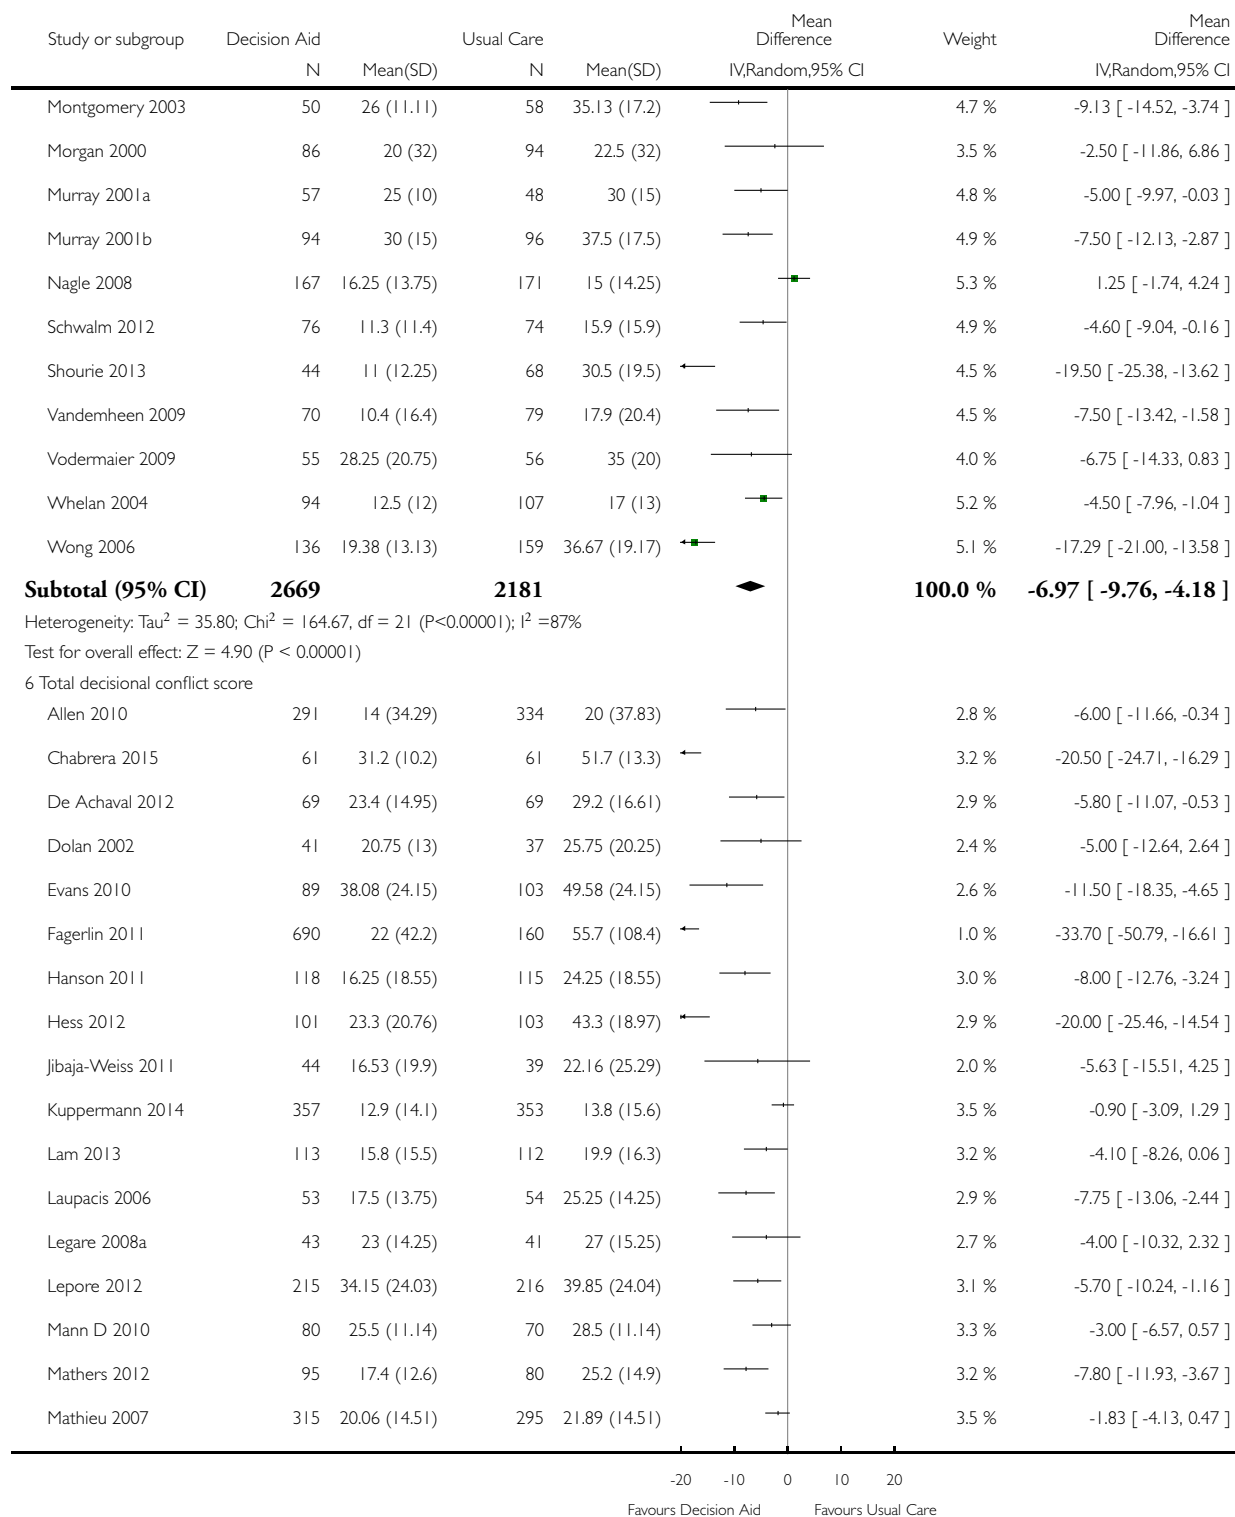 Study or subgroup Decision Aid Usual Care Mean Difference Weight Mean Difference
N Mean(SD) N Mean(SD) IV,Random,95% CI IV,Random,95% CI
Montgomery 2003 50 26 (11.11) 58 35.13 (17.2) 4.7 % -9.13 [ -14.52, -3.74 ]
Morgan 2000 86 20 (32) 94 22.5 (32) 3.5 % -2.50 [ -11.86, 6.86 ]
Murray 2001a 57 25 (10) 48 30 (15) 4.8 % -5.00 [ -9.97, -0.03 ]
Murray 2001b 94 30 (15) 96 37.5 (17.5) 4.9 % -7.50 [ -12.13, -2.87 ]
Nagle 2008 167 16.25 (13.75) 171 15 (14.25) 5.3 % 1.25 [ -1.74, 4.24 ]
Schwalm 2012 76 11.3 (11.4) 74 15.9 (15.9) 4.9 % -4.60 [ -9.04, -0.16 ]
Shourie 2013 44 11 (12.25) 68 30.5 (19.5) 4.5 % -19.50 [ -25.38, -13.62 ]
Vandemheen 2009 70 10.4 (16.4) 79 17.9 (20.4) 4.5 % -7.50 [ -13.42, -1.58 ]
Vodermaier 2009 55 28.25 (20.75) 56 35 (20) 4.0 % -6.75 [ -14.33, 0.83 ]
Whelan 2004 94 12.5 (12) 107 17 (13) 5.2 % -4.50 [ -7.96, -1.04 ]
Wong 2006 136 19.38 (13.13) 159 36.67 (19.17) 5.1 % -17.29 [ -21.00, -13.58 ]
Subtotal (95% CI) 2669 2181 100.0 % -6.97 [ -9.76, -4.18 ]
Heterogeneity: Tau² = 35.80; Chi² = 164.67, df = 21 (P<0.00001); I² =87%
Test for overall effect: Z = 4.90 (P < 0.00001)
6 Total decisional conflict score
Allen 2010 291 14 (34.29) 334 20 (37.83) 2.8 % -6.00 [ -11.66, -0.34 ]
Chabrera 2015 61 31.2 (10.2) 61 51.7 (13.3) 3.2 % -20.50 [ -24.71, -16.29 ]
De Achaval 2012 69 23.4 (14.95) 69 29.2 (16.61) 2.9 % -5.80 [ -11.07, -0.53 ]
Dolan 2002 41 20.75 (13) 37 25.75 (20.25) 2.4 % -5.00 [ -12.64, 2.64 ]
Evans 2010 89 38.08 (24.15) 103 49.58 (24.15) 2.6 % -11.50 [ -18.35, -4.65 ]
Fagerlin 2011 690 22 (42.2) 160 55.7 (108.4) 1.0 % -33.70 [ -50.79, -16.61 ]
Hanson 2011 118 16.25 (18.55) 115 24.25 (18.55) 3.0 % -8.00 [ -12.76, -3.24 ]
Hess 2012 101 23.3 (20.76) 103 43.3 (18.97) 2.9 % -20.00 [ -25.46, -14.54 ]
Jibaja-Weiss 2011 44 16.53 (19.9) 39 22.16 (25.29) 2.0 % -5.63 [ -15.51, 4.25 ]
Kuppermann 2014 357 12.9 (14.1) 353 13.8 (15.6) 3.5 % -0.90 [ -3.09, 1.29 ]
Lam 2013 113 15.8 (15.5) 112 19.9 (16.3) 3.2 % -4.10 [ -8.26, 0.06 ]
Laupacis 2006 53 17.5 (13.75) 54 25.25 (14.25) 2.9 % -7.75 [ -13.06, -2.44 ]
Legare 2008a 43 23 (14.25) 41 27 (15.25) 2.7 % -4.00 [ -10.32, 2.32 ]
Lepore 2012 215 34.15 (24.03) 216 39.85 (24.04) 3.1 % -5.70 [ -10.24, -1.16 ]
Mann D 2010 80 25.5 (11.14) 70 28.5 (11.14) 3.3 % -3.00 [ -6.57, 0.57 ]
Mathers 2012 95 17.4 (12.6) 80 25.2 (14.9) 3.2 % -7.80 [ -11.93, -3.67 ]
Mathieu 2007 315 20.06 (14.51) 295 21.89 (14.51) 3.5 % -1.83 [ -4.13, 0.47 ]
-20 -10 0 10 20
Favours Decision Aid Favours Usual Care